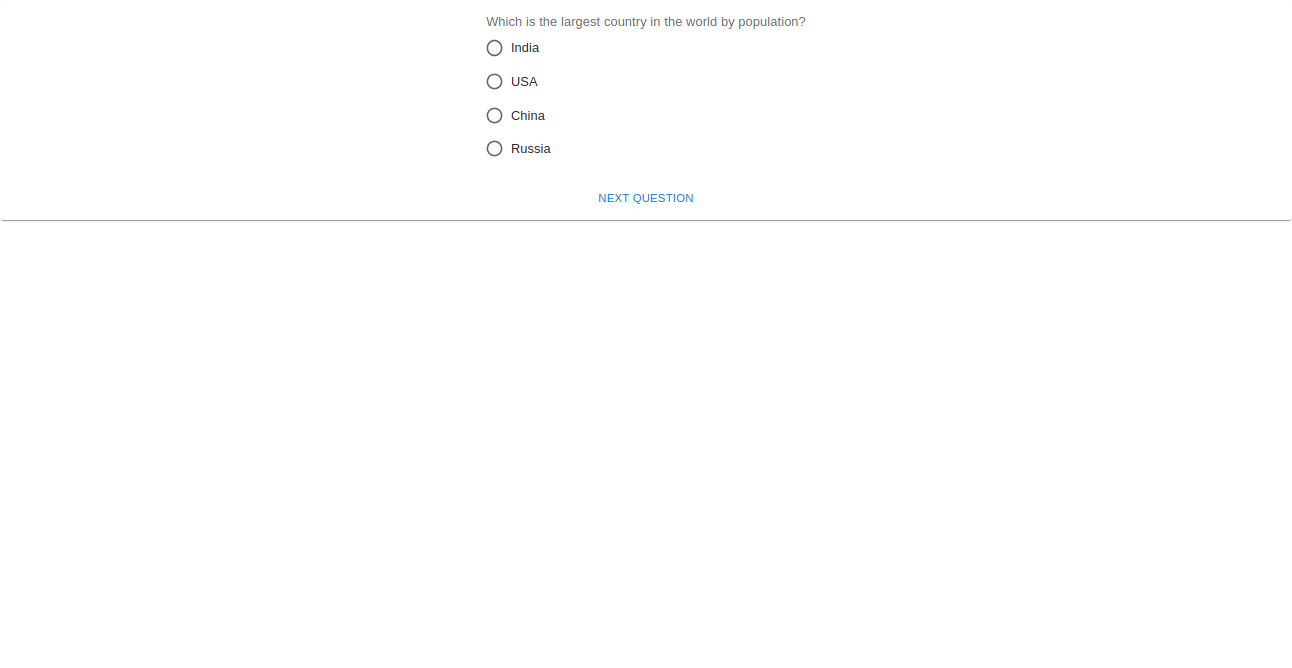 Which is the largest country in the world by population?
India
USA
China
Russia
NEXT QUESTION